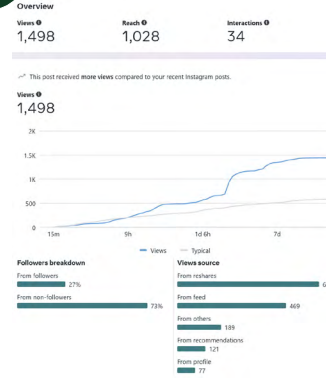 Overview
Views Reach Interactions
1,498 1,028 34
This post received more views compared to your recent Instagram posts.
Views
1,498
2K
1.5K
1K
500
0
15m 9h 1d 6h 7d
Views Typical
Followers breakdown
From followers
27%
From non-followers
73%
Views source
From reshares
From feed
469
From others
189
From recommendations
121
From profile
77